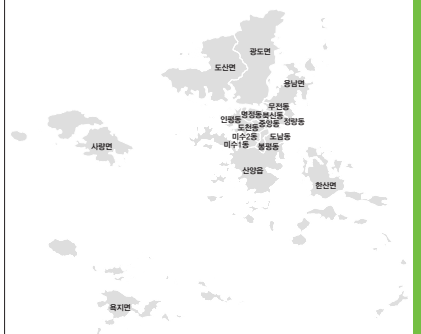 광도면
도산면
용남면
무전동
명정동 북신동
인평동 중앙동 정량동
도천동
미수2동 도남동
미수1동 봉평동
사량면
산양읍
한산면
욕지면